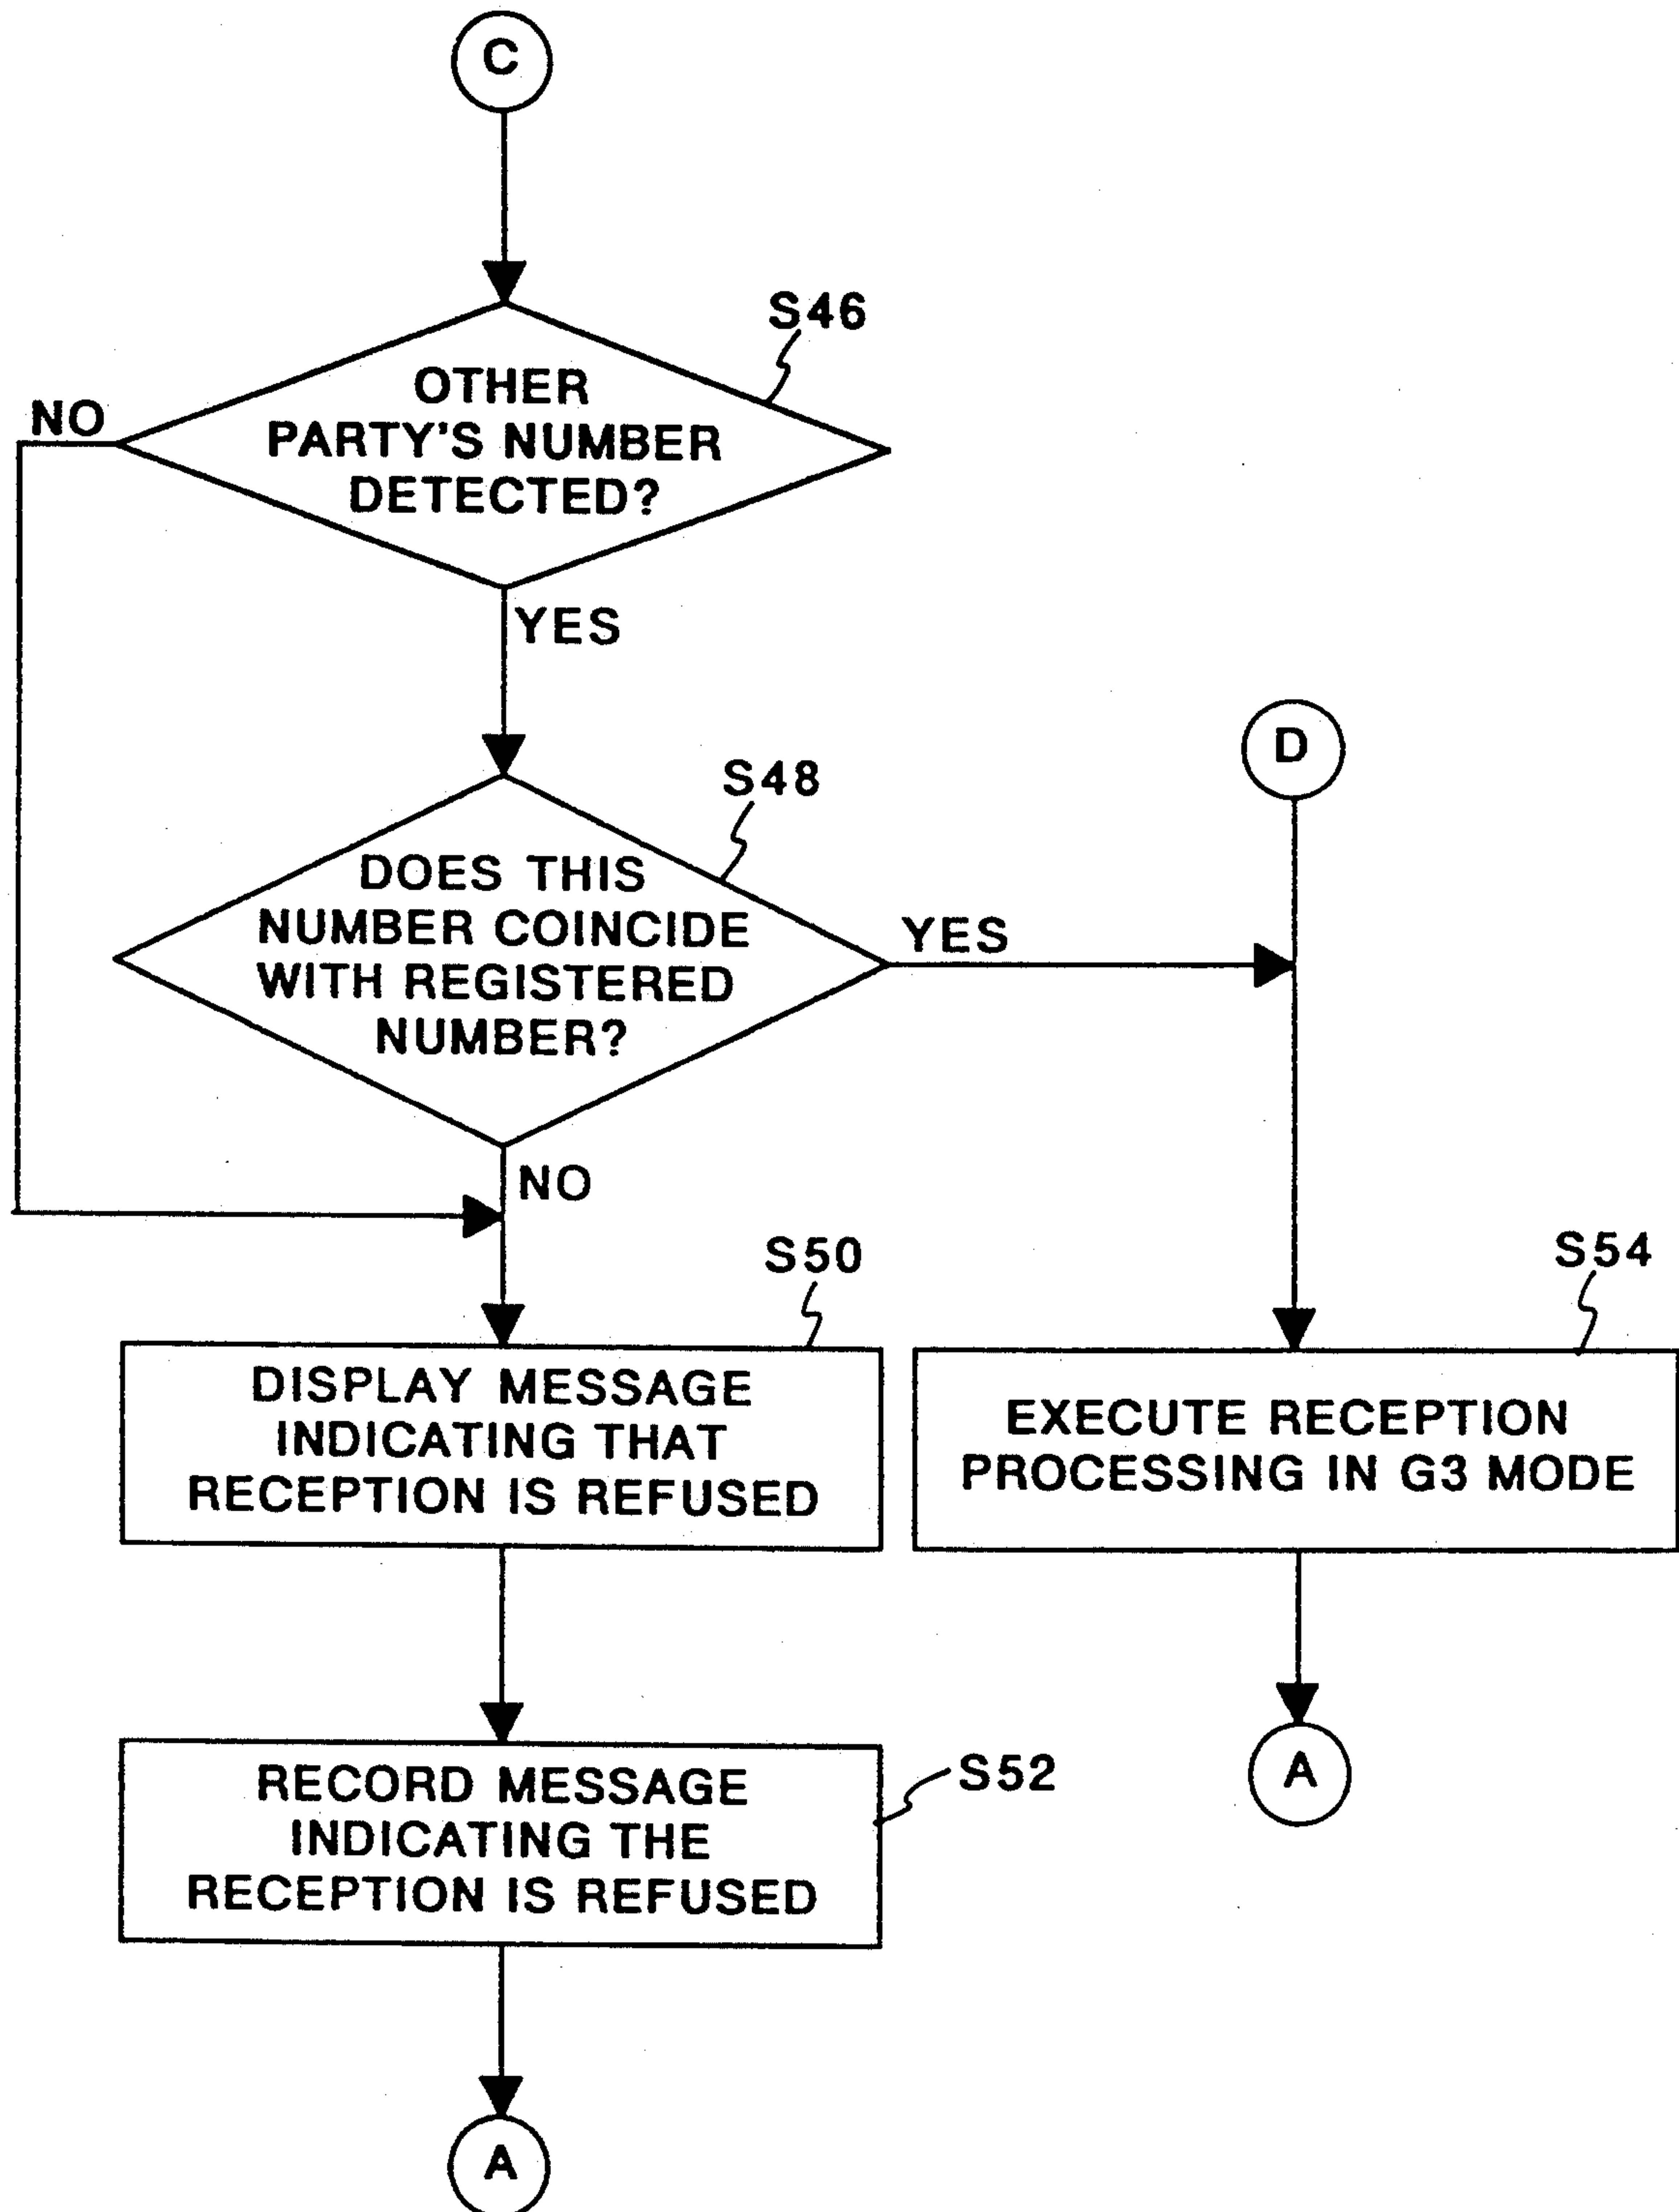 C
S46
OTHER
PARTY'S NUMBER
DETECTED?
NO
YES
D
S48
DOES THIS
NUMBER COINCIDE
WITH REGISTERED
NUMBER?
YES
NO
S50
DISPLAY MESSAGE
INDICATING THAT
RECEPTION IS REFUSED
S54
EXECUTE RECEPTION
PROCESSING IN G3 MODE
A
S52
RECORD MESSAGE
INDICATING THE
RECEPTION IS REFUSED
A